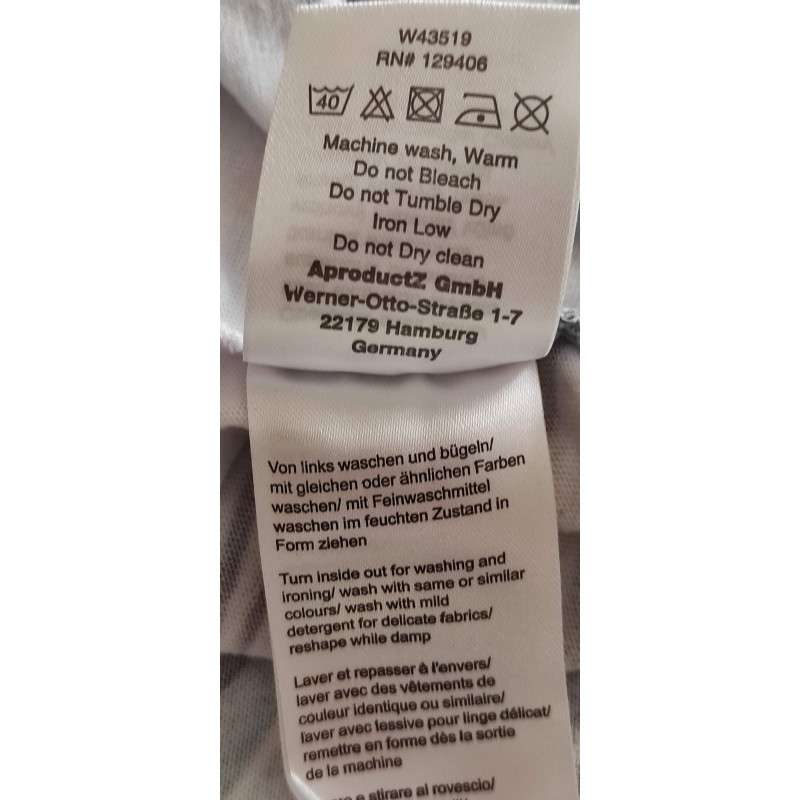 W43519
RN# 129406
40
Machine wash, Warm
Do not Bleach
Do not Tumble Dry
Iron Low
Do not Dry clean
AproductZ GmbH
Werner-Otto-Straße 1-7
22179 Hamburg
Germany
Von links waschen und bügeln/
mit gleichen oder ähnlichen Farben
waschen/ mit Feinwaschmittel
waschen im feuchten Zustand in
Form ziehen
Turn inside out for washing and
ironing/ wash with same or similar
colours/ wash with mild
detergent for delicate fabrics/
reshape while damp
Laver et repasser à l'envers/
laver avec des vêtements de
couleur identique ou similaire/
laver avec lessive pour linge délicat/
remettre en forme dès la sortie
de la machine
e stirare al rovescio/